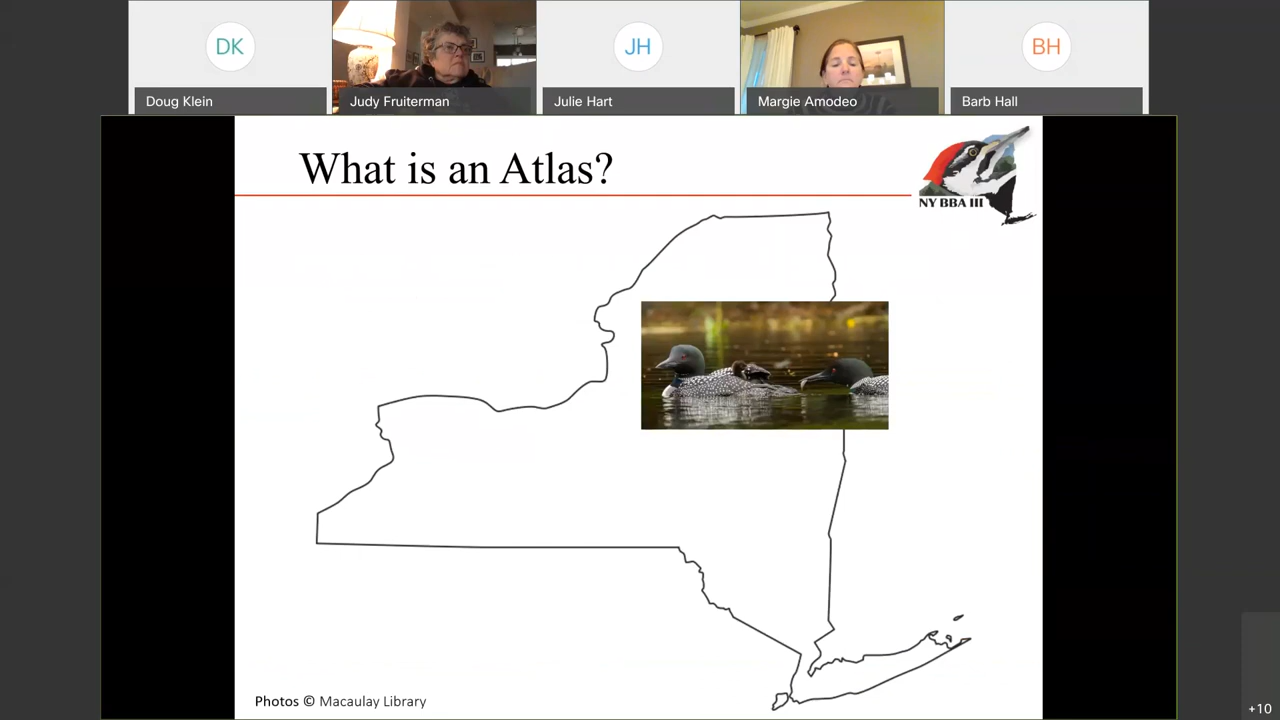 DK
JH
BH
Doug Klein
Judy Fruiterman
Julie Hart
Margie Amodeo
Barb Hall
What is an Atlas?
NY BBA III
Photos © Macaulay Library
+10